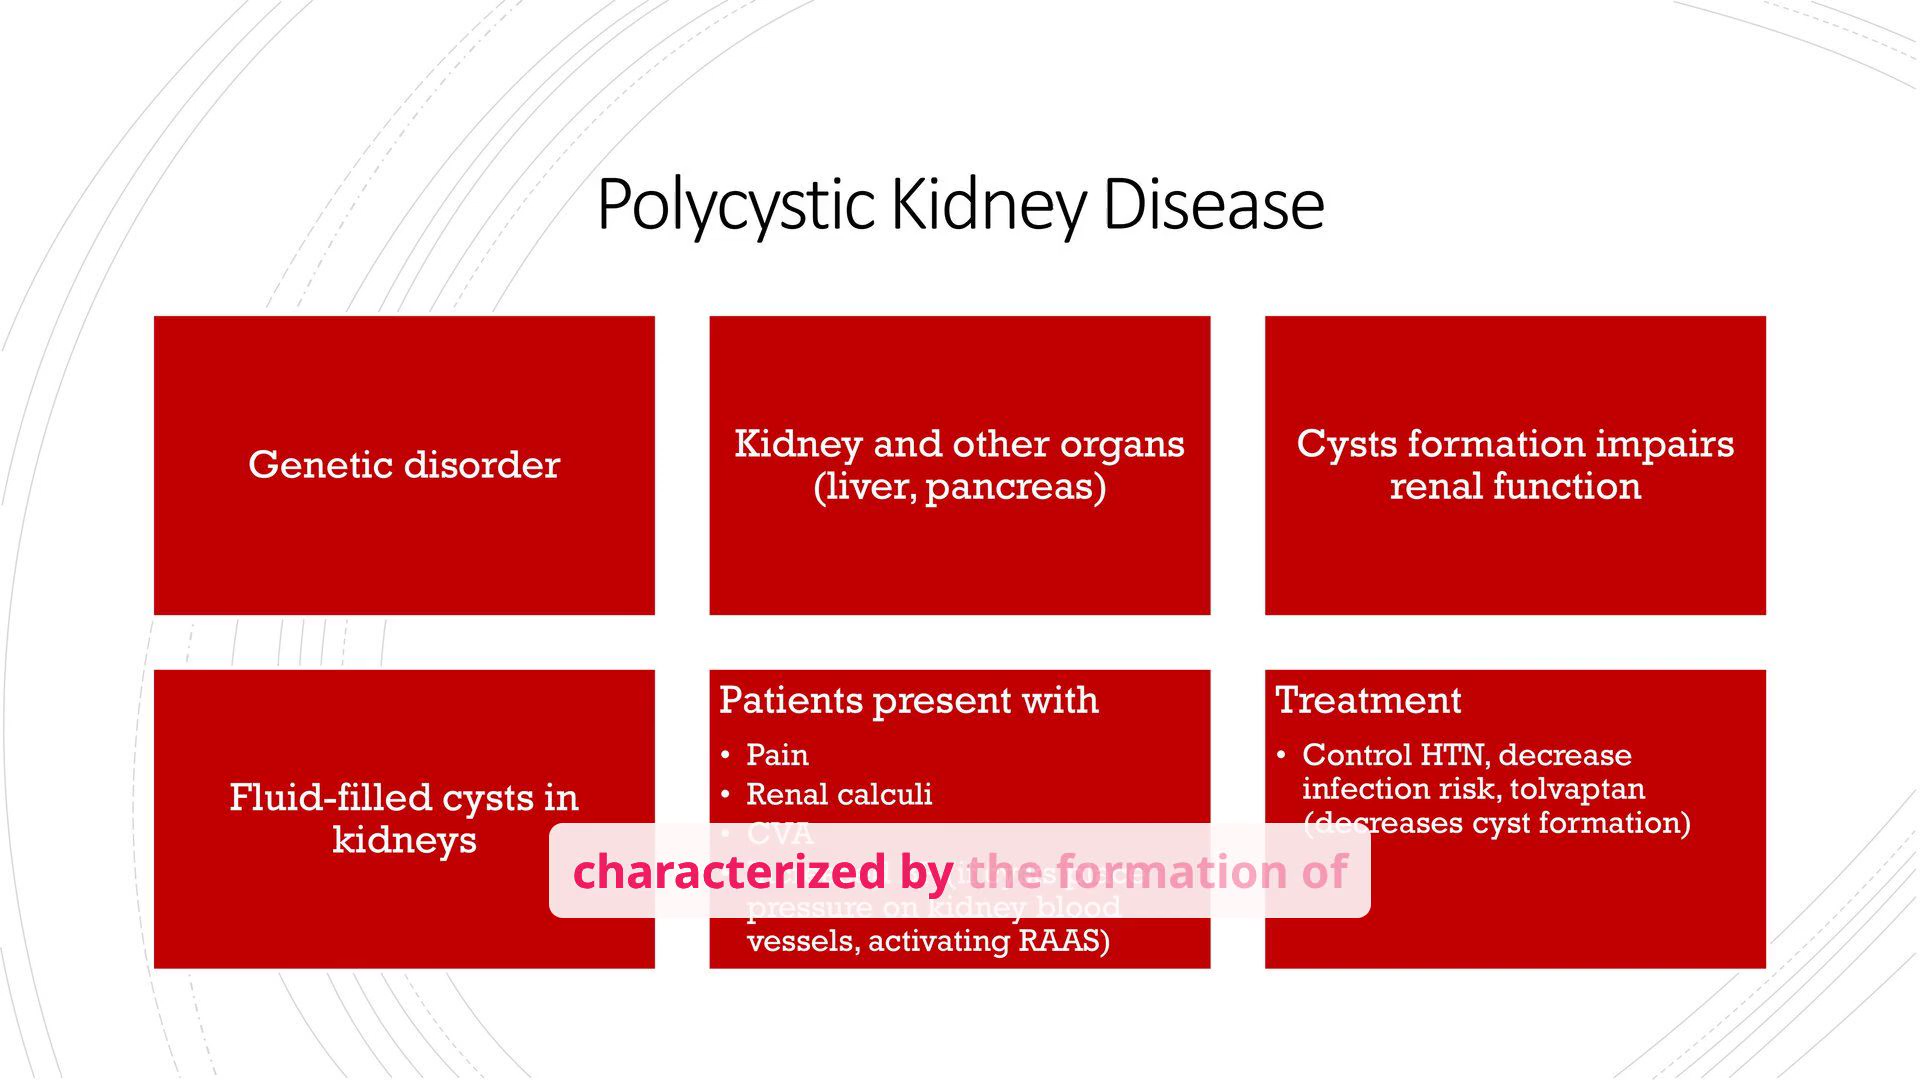 Polycystic Kidney Disease
Genetic disorder
Kidney and other organs
(liver, pancreas)
Cysts formation impairs
renal function
Fluid-filled cysts in
kidneys
Patients present with
• Pain
• Renal calculi
• CVA
pressure on kidney blood
vessels, activating RAAS)
Treatment
• Control HTN, decrease
infection risk, tolvaptan
(decreases cyst formation)
characterized by the formation of